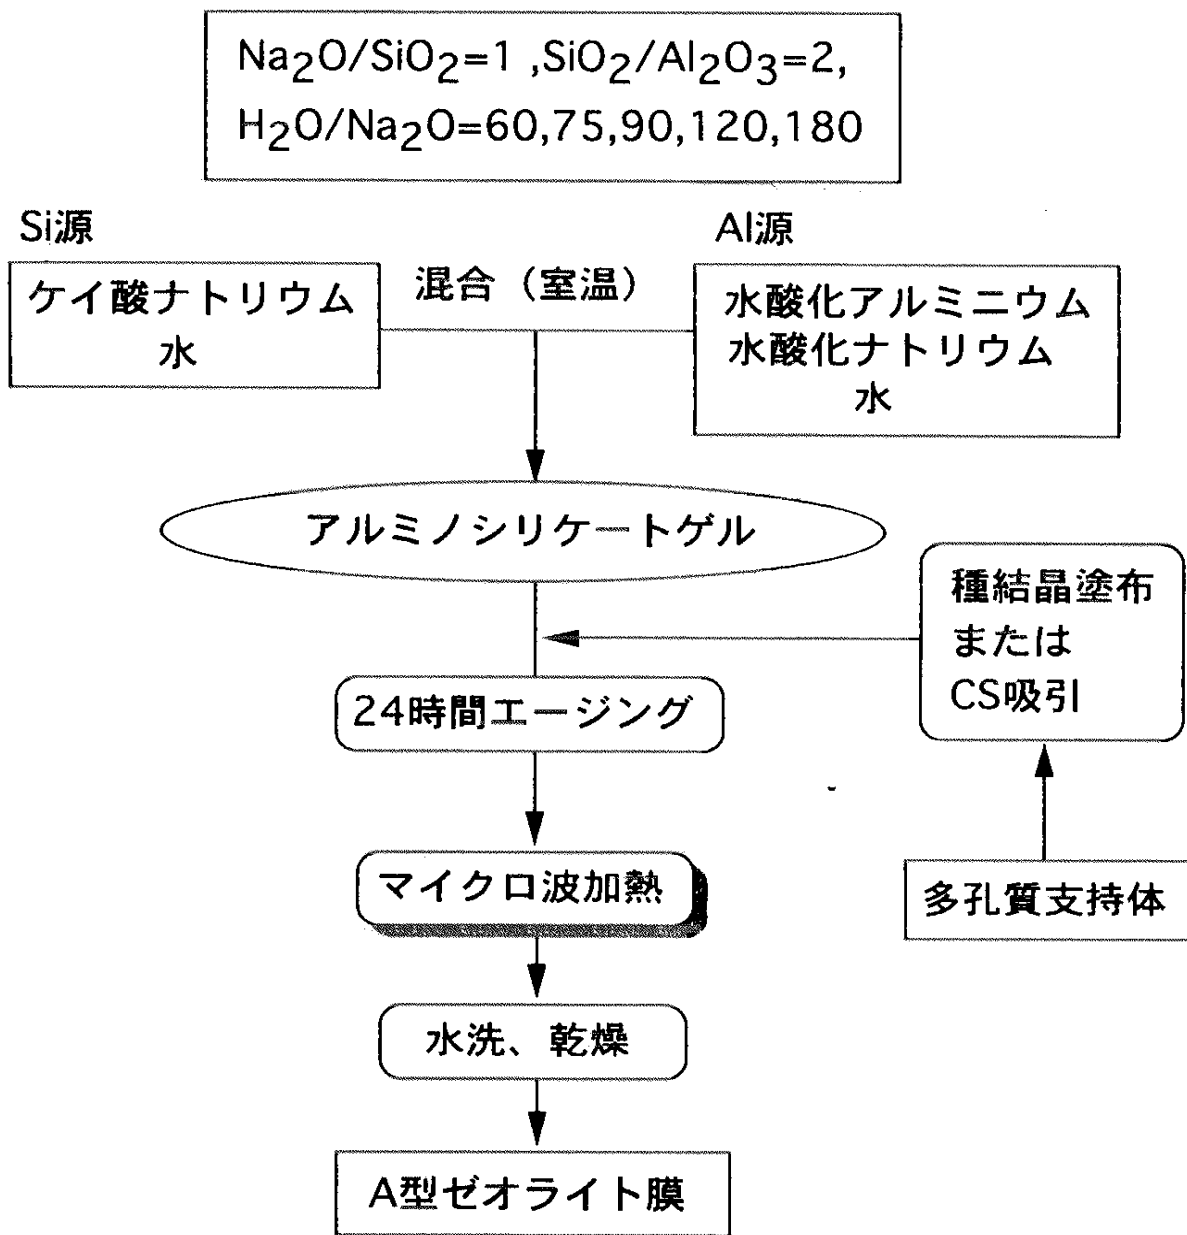 Na2O/SiO2=1 ,SiO2/Al2O3=2,
H2O/Na2O=60,75,90,120,180
Si源
ケイ酸ナトリウム
水
混合（室温）
Al源
水酸化アルミニウム
水酸化ナトリウム
水
アルミノシリケートゲル
種結晶塗布
または
CS吸引
24時間エージング
マイクロ波加熱
多孔質支持体
水洗、乾燥
A型ゼオライト膜